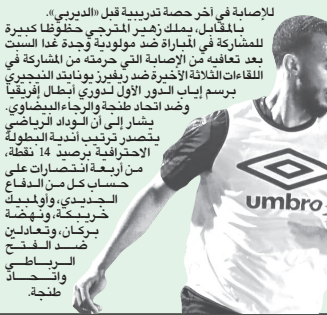 للإصابة في آخر حصة تدريبية قبل «الديربي».
بالمقابل، يملك زهير المترجي حظوظا كبيرة
للمشاركة في المباراة ضد مولودية وجدة غدا السبت
بعد تعافيه من الإصابة التي حرمته من المشاركة في
اللقاءات الثلاثة الأخيرة ضد ريفيرز يونايتد النيجيري
برسم إياب الدور الأول لدوري أبطال إفريقيا
وضد اتحاد طنجة والرجاء البيضاوي.
يشار إلى أن الوداد الرياضي
يتصدر ترتيب أندية البطولة
الاحترافية برصيد 14 نقطة،
من أربعة انتصارات على
حساب كل من الدفاع
الجديدي، وأولمبيك
خريبكة، ونهضة
بركان، وتعادلين
ضد الفتح
الرباطي
واتحاد
طنجة.
umbro